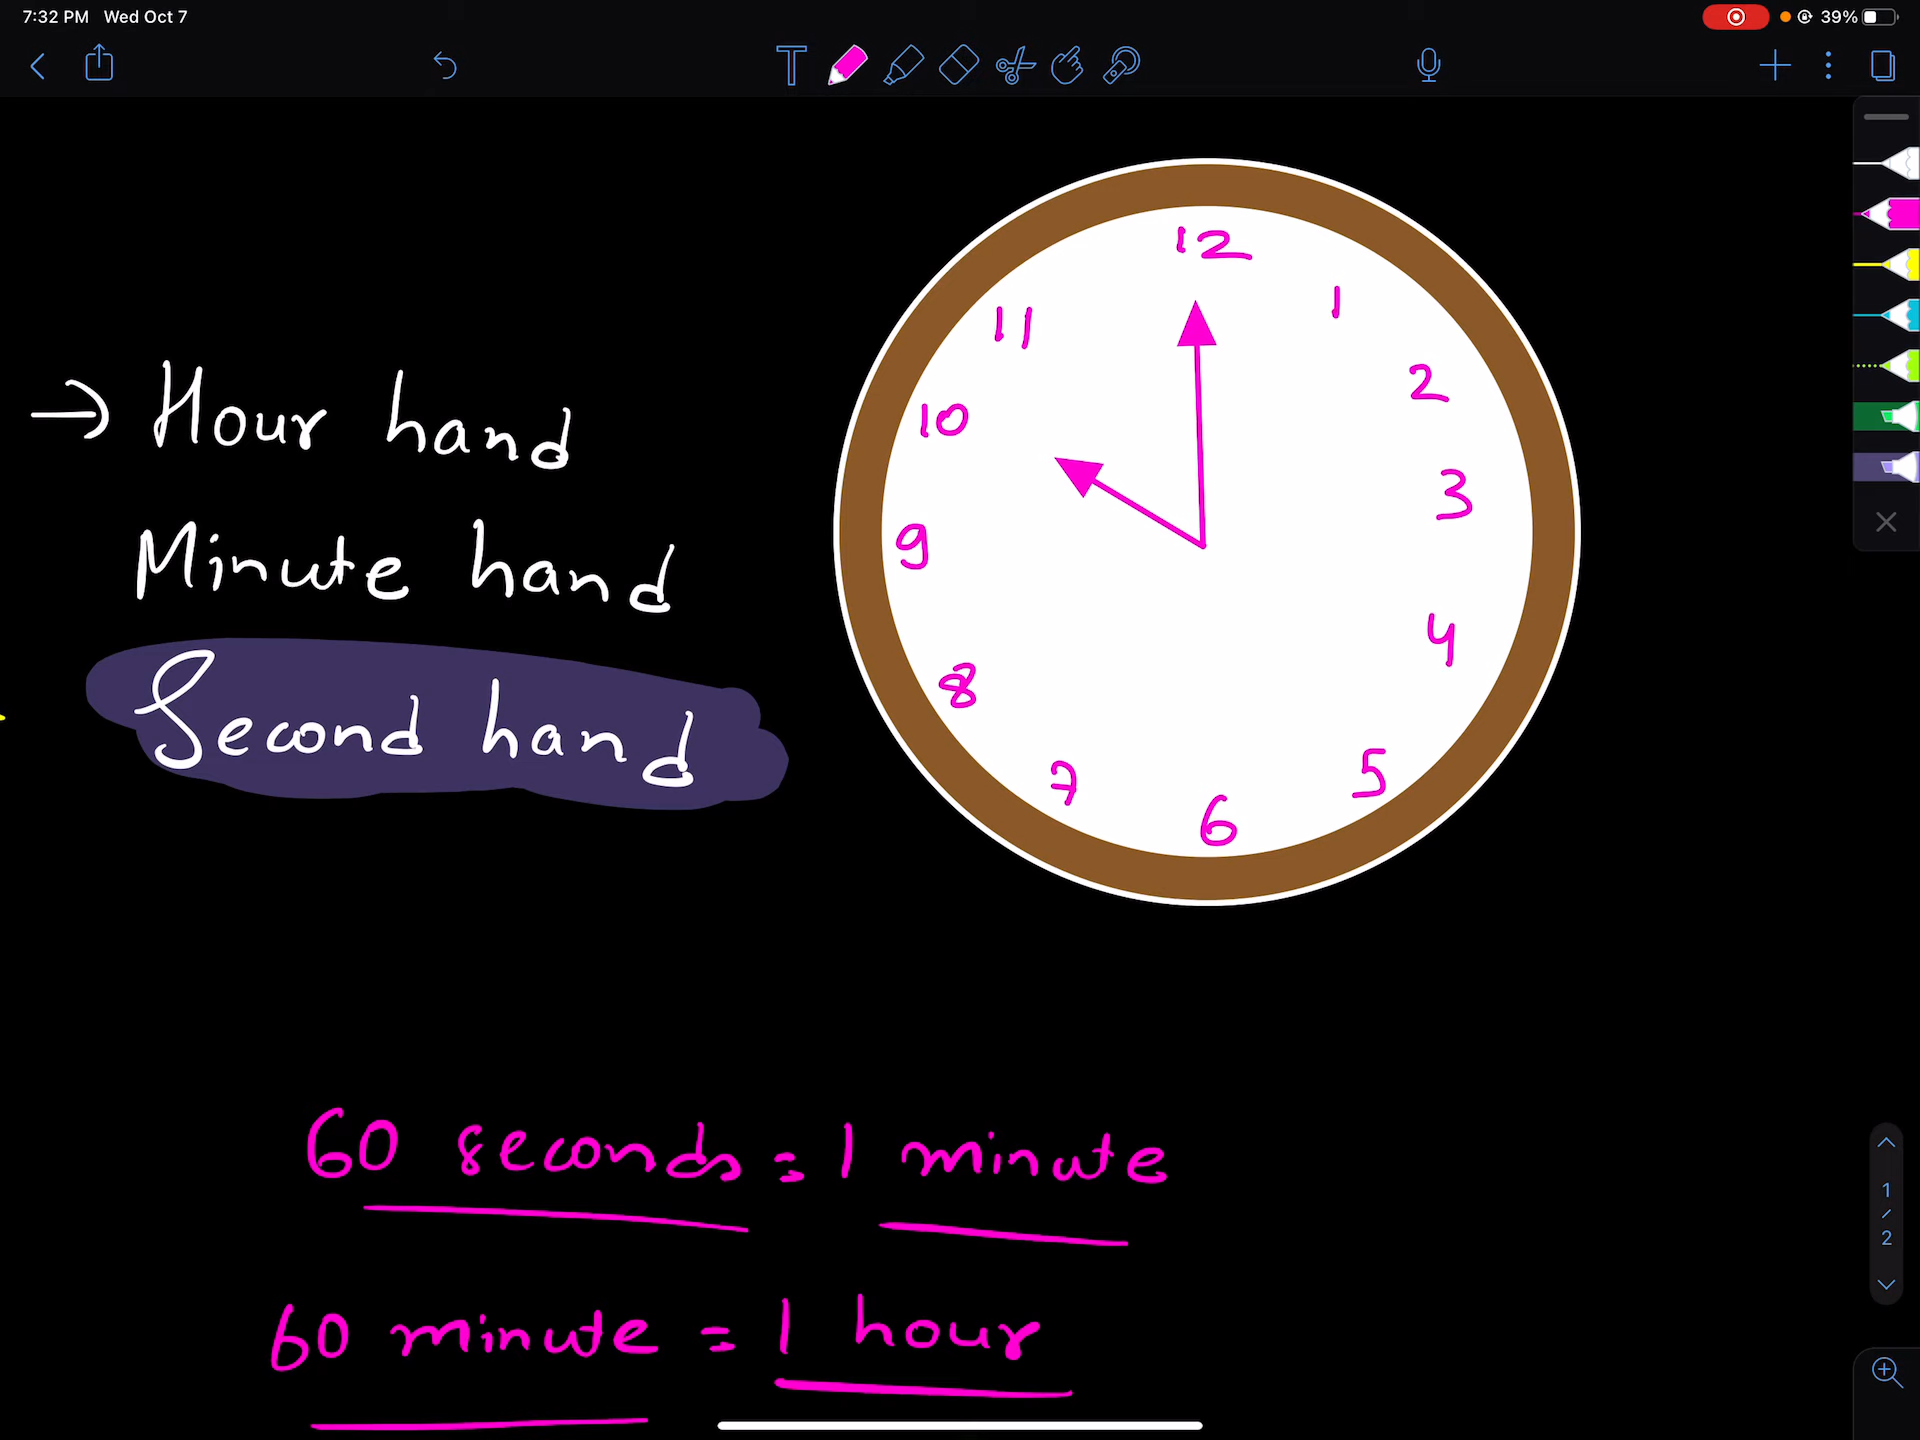 7:32 PM Wed Oct 7
39%
12
11
1
10
2
9
3
8
4
7
5
6
→ Hour hand
Minute hand
Second hand
60 seconds = 1 minute
60 minute = 1 hour
1
/
2